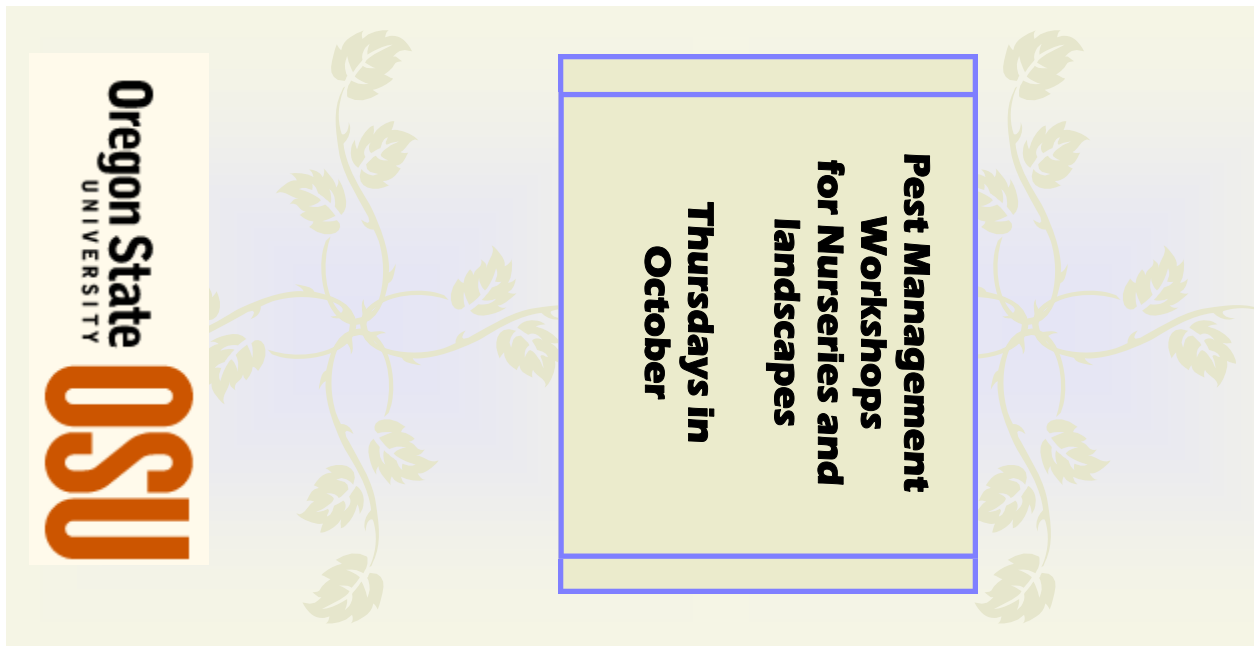 Pest Management
Workshops
for Nurseries and
landscapes
Thursdays in
October
Oregon State
UNIVERSITY
OSU